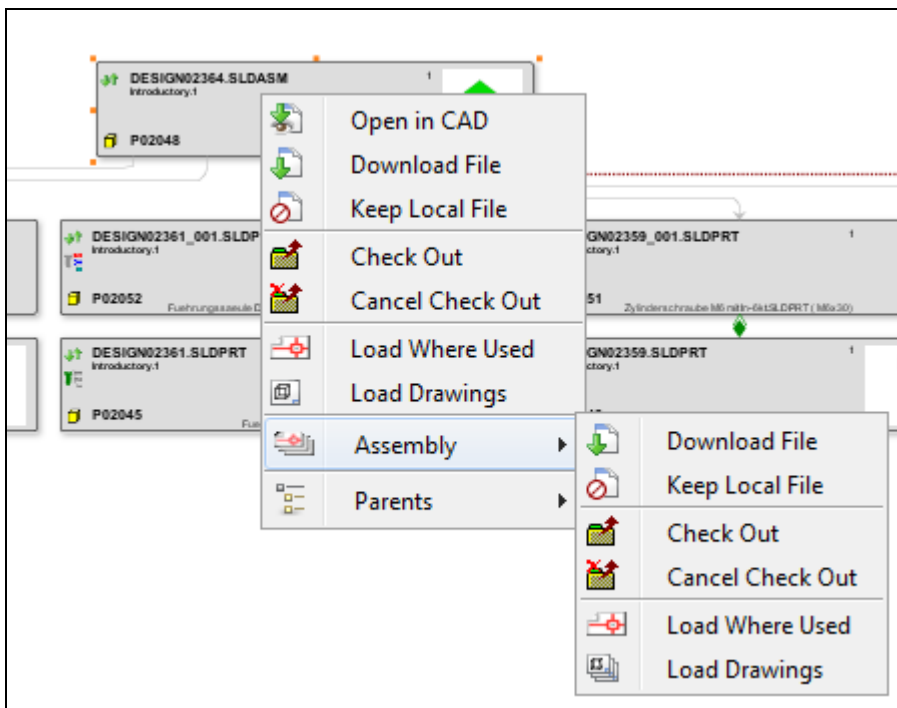 DESIGN02364.SLDASM 1
Introductory.1
P02048
Open in CAD
Download File
Keep Local File
Check Out
Cancel Check Out
Load Where Used
Load Drawings
Assembly
Parents
DESIGN02361_001.SLDP
Introductory.1
P02052
Fuehrungssaeule D
GN02359_001.SLDPRT 1
ctory.1
51
Zylinderschraube M6 mitIn-6kt.SLDPRT ( M6x30)
DESIGN02361.SLDPRT
Introductory.1
P02045
Fue
GN02359.SLDPRT 1
ctory.1
Download File
Keep Local File
Check Out
Cancel Check Out
Load Where Used
Load Drawings